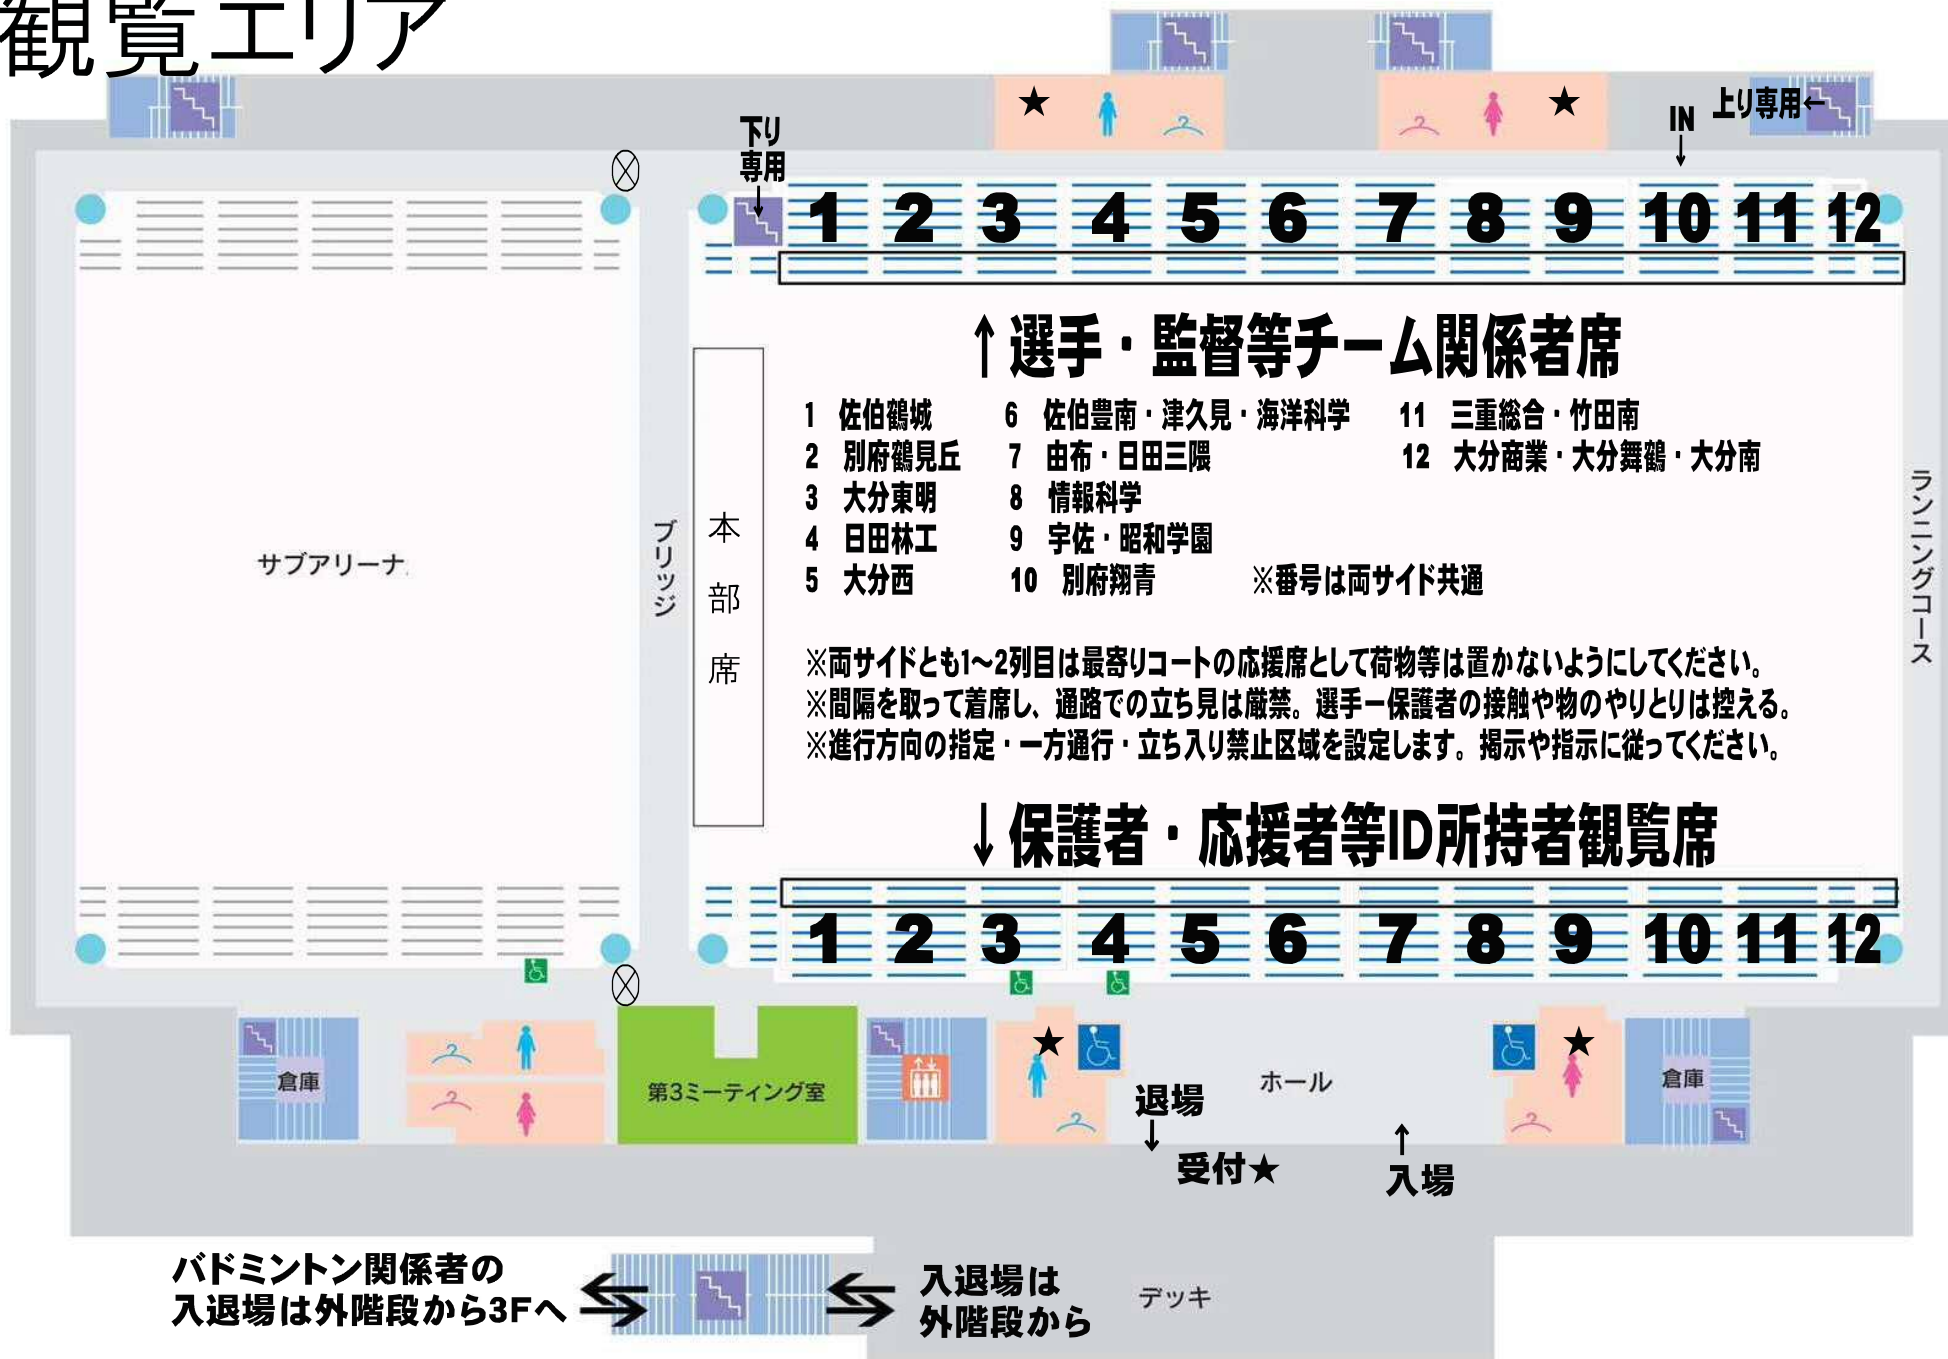 観覧エリア
下り
専用
IN
上り専用←
1 2 3 4 5 6 7 8 9 10 11 12
↑選手・監督等チーム関係者席
1 佐伯鶴城 6 佐伯豊南・津久見・海洋科学 11 三重総合・竹田南
2 別府鶴見丘 7 由布・日田三隈 12 大分商業・大分舞鶴・大分南
3 大分東明 8 情報科学
4 日田林工 9 宇佐・昭和学園
5 大分西 10 別府翔青 ※番号は両サイド共通
※両サイドとも1～2列目は最寄りコートの応援席として荷物等は置かないようにしてください。
※間隔を取って着席し、通路での立ち見は厳禁。選手ー保護者の接触や物のやりとりは控える。
※進行方向の指定・一方通行・立ち入り禁止区域を設定します。掲示や指示に従ってください。
サブアリーナ
ブリッジ
本部席
ランニングコース
↓保護者・応援者等ID所持者観覧席
1 2 3 4 5 6 7 8 9 10 11 12
倉庫
第3ミーティング室
ホール
倉庫
退場
受付★
入場
バドミントン関係者の
入退場は外階段から3Fへ
入退場は
外階段から
デッキ